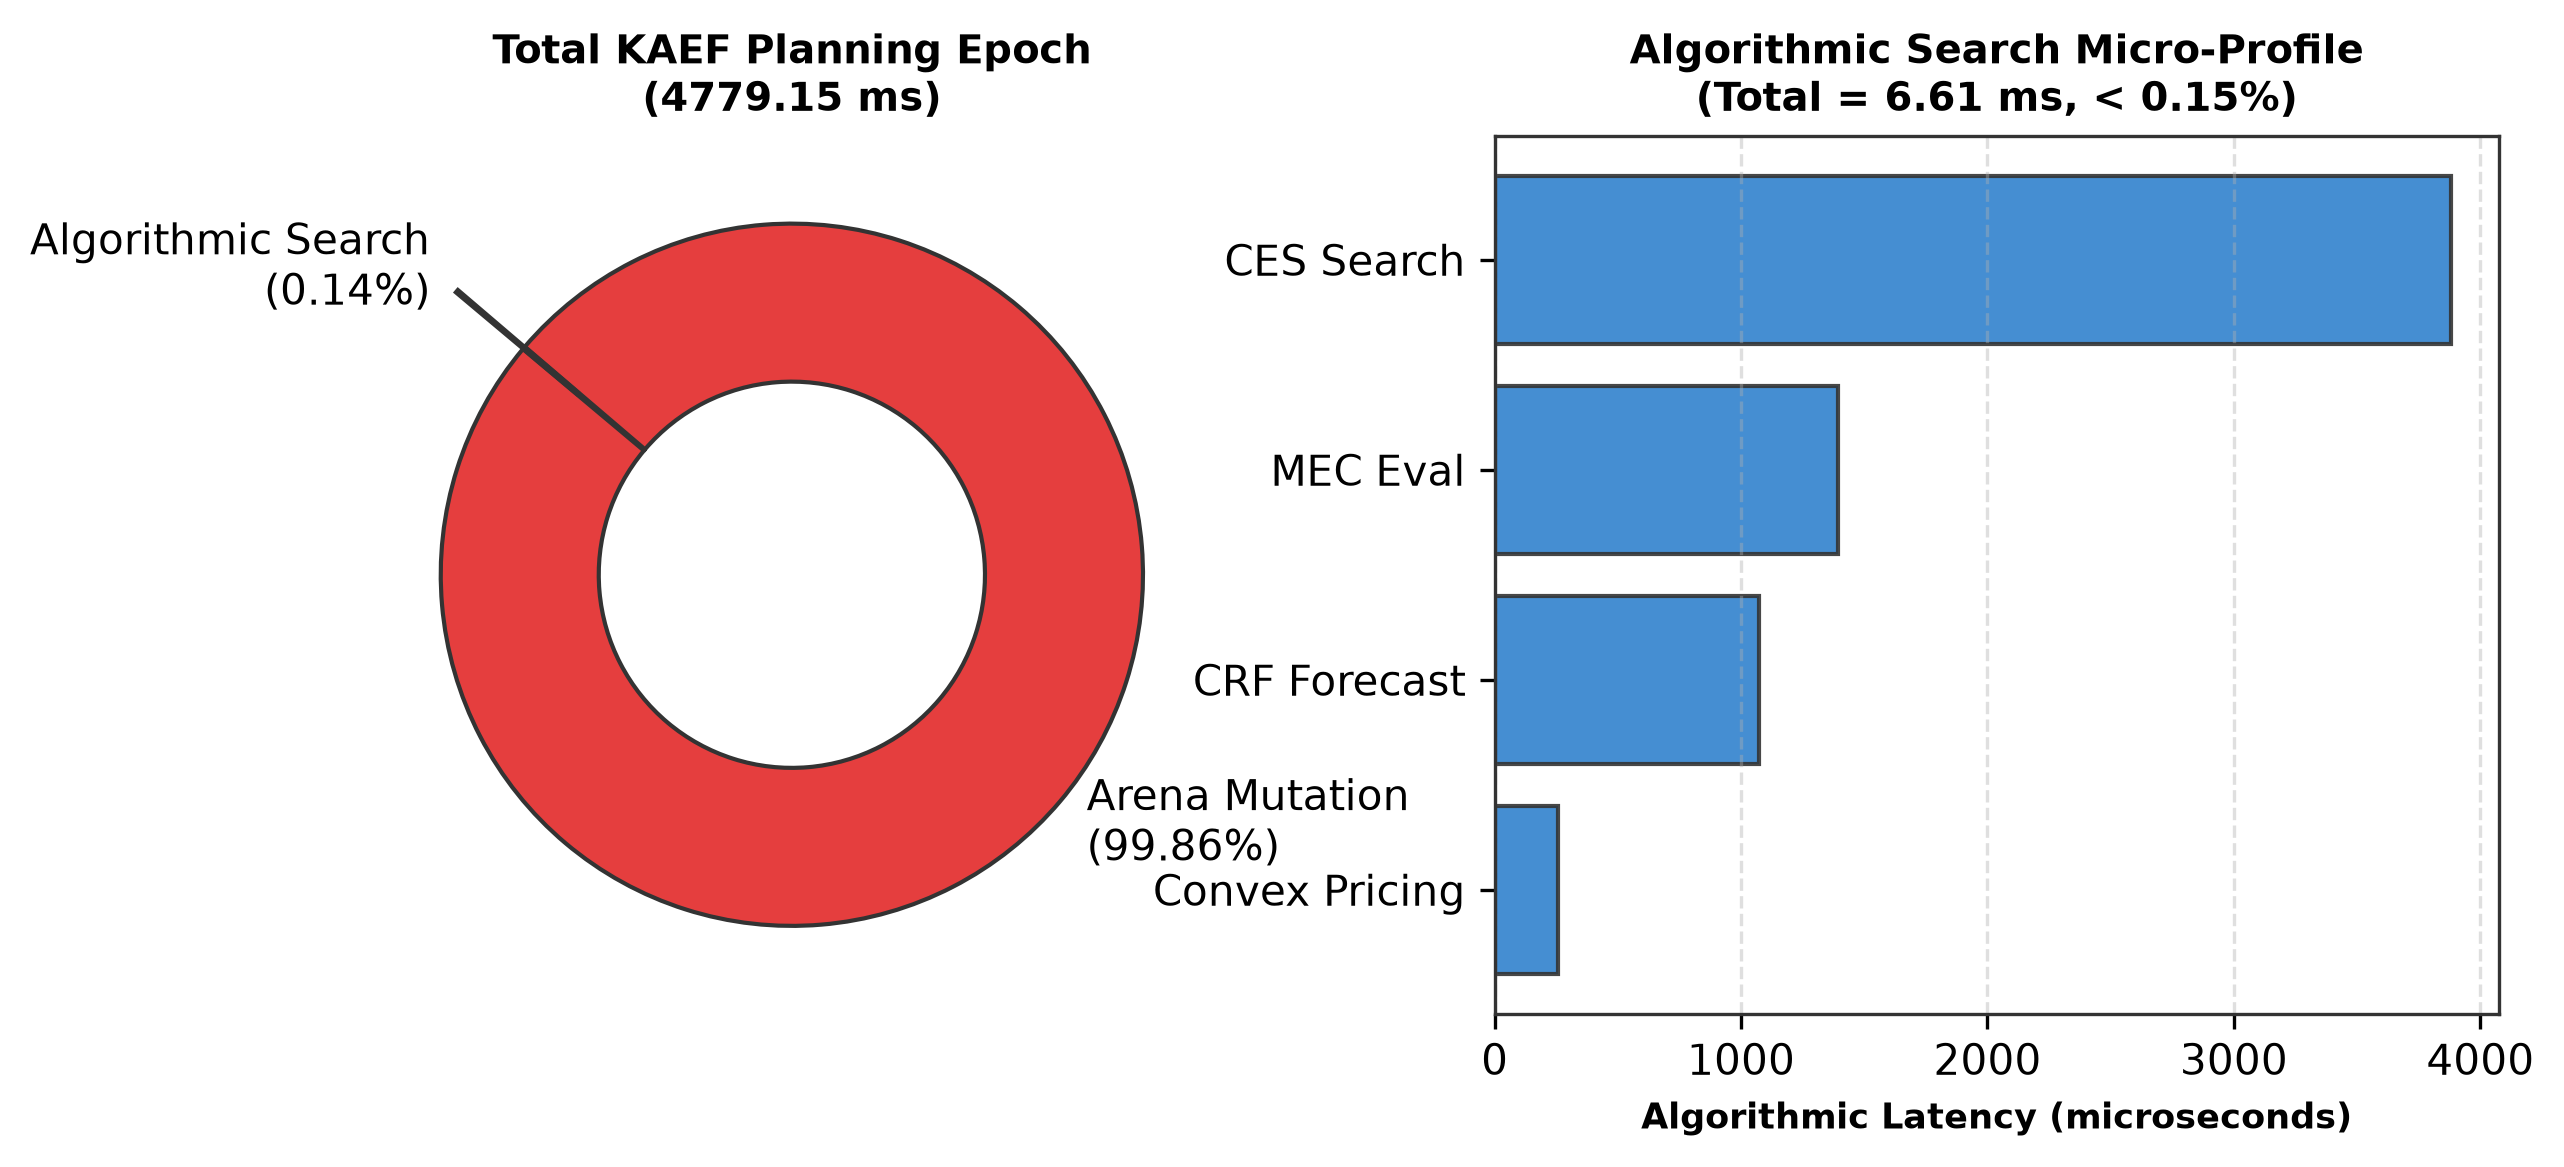 Total KAEF Planning Epoch
(4779.15 ms)
Algorithmic Search
(0.14%)
Arena Mutation
(99.86%)
Algorithmic Search Micro-Profile
(Total = 6.61 ms, < 0.15%)
CES Search
MEC Eval
CRF Forecast
Convex Pricing
0 1000 2000 3000 4000
Algorithmic Latency (microseconds)